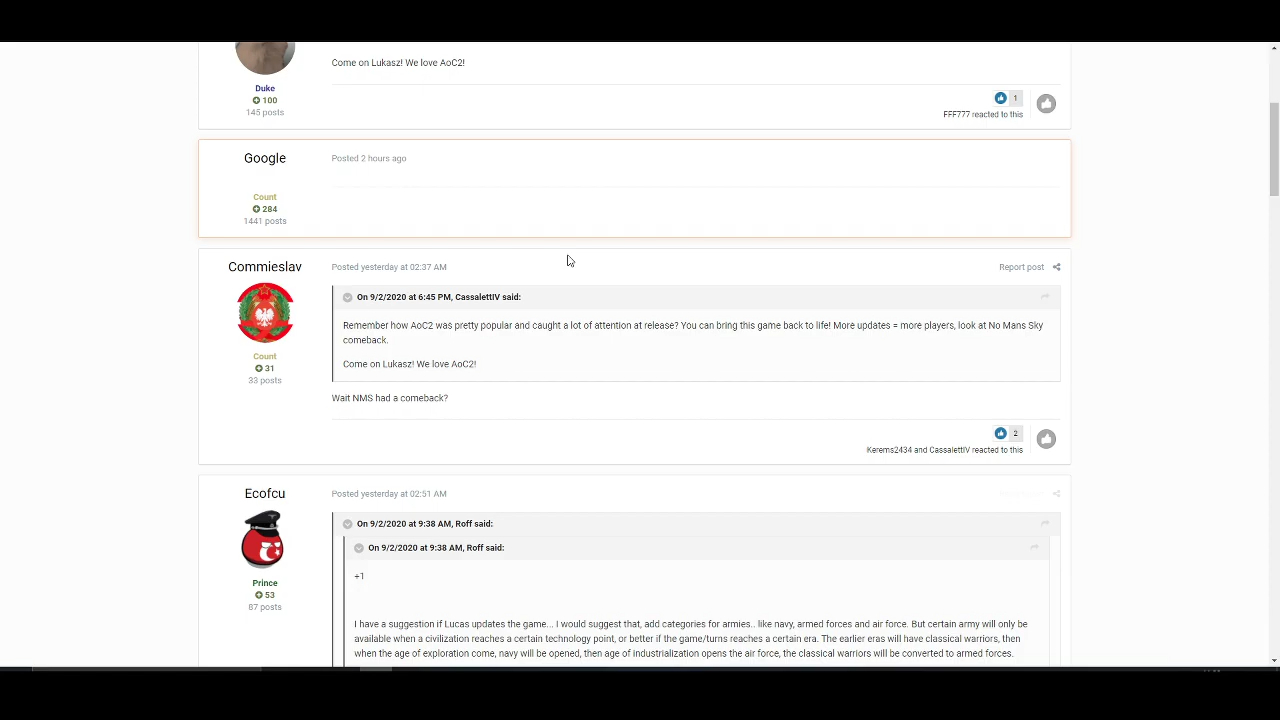 Come on Lukasz! We love AoC2!
Duke
100
145 posts
1
FFF777 reacted to this
Google
Posted 2 hours ago
Count
284
1441 posts
Commieslav
Posted yesterday at 02:37 AM
Report post
On 9/2/2020 at 6:45 PM, CassalettIV said:
Remember how AoC2 was pretty popular and caught a lot of attention at release? You can bring this game back to life! More updates = more players, look at No Mans Sky
comeback.
Come on Lukasz! We love AoC2!
Count
31
33 posts
Wait NMS had a comeback?
2
Kerems2434 and CassalettIV reacted to this
Ecofcu
Posted yesterday at 02:51 AM
On 9/2/2020 at 9:38 AM, Roff said:
On 9/2/2020 at 9:38 AM, Roff said:
+1
Prince
53
87 posts
I have a suggestion if Lucas updates the game... I would suggest that, add categories for armies.. like navy, armed forces and air force. But certain army will only be
available when a civilization reaches a certain technology point, or better if the game/turns reaches a certain era. The earlier eras will have classical warriors, then
when the age of exploration come, navy will be opened, then age of industrialization opens the air force, the classical warriors will be converted to armed forces.